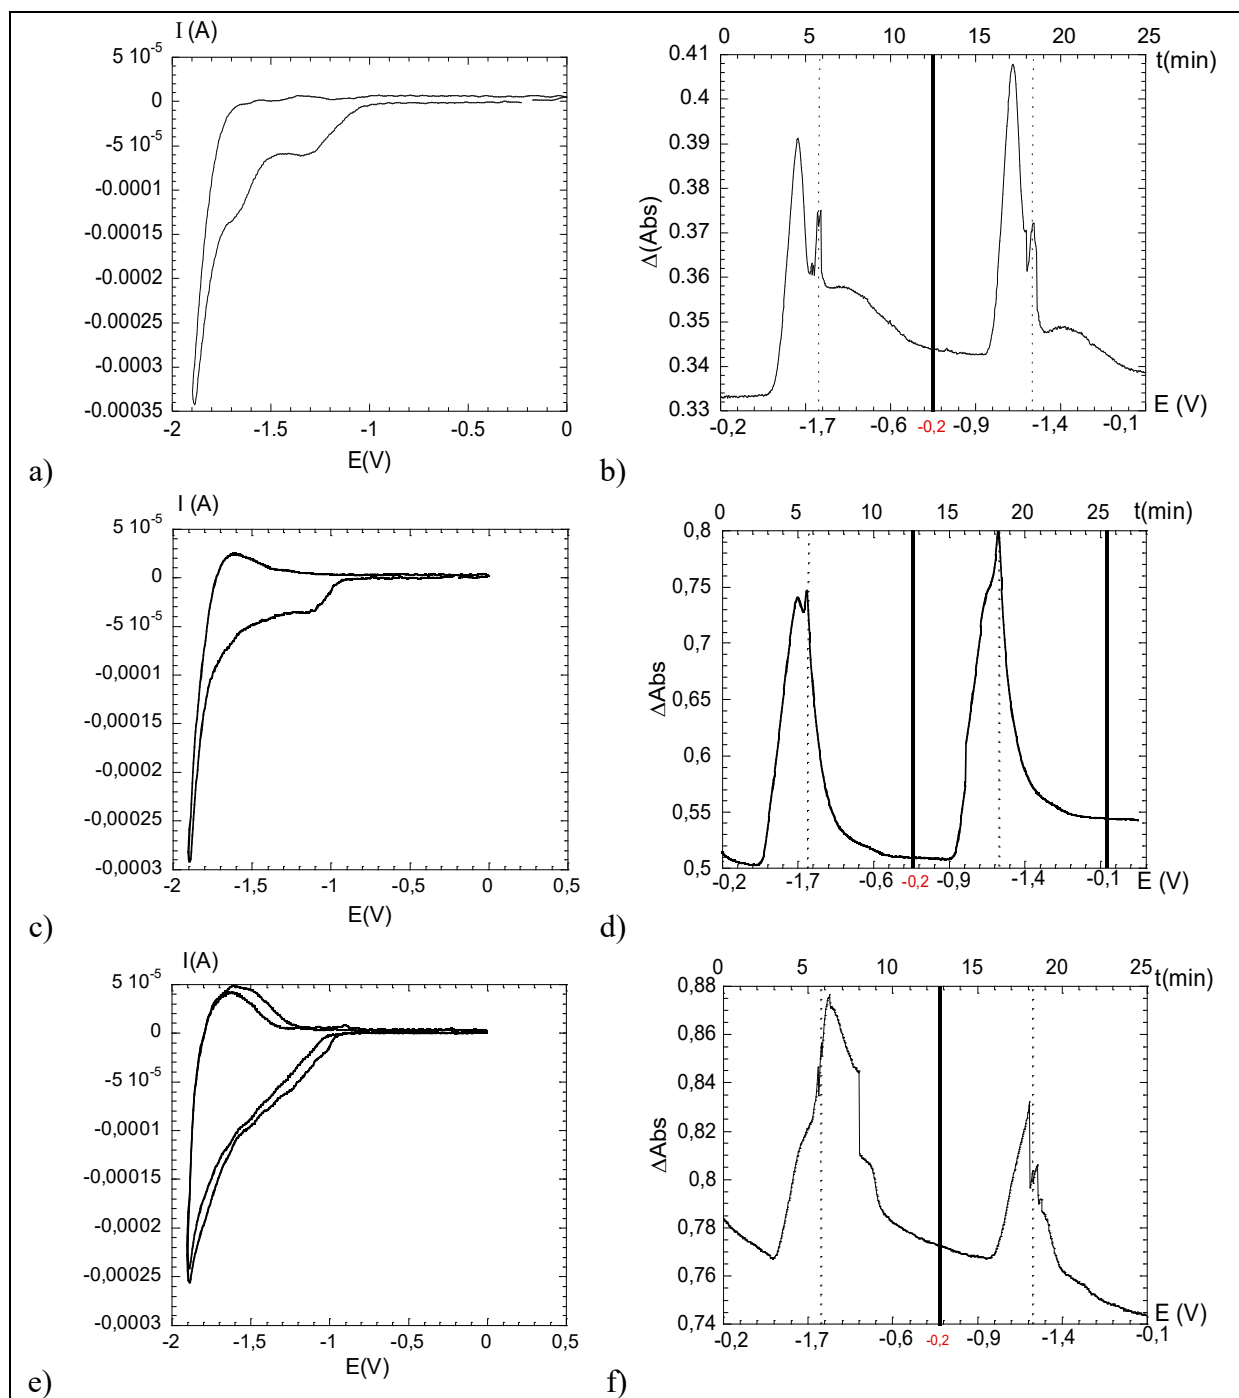 I (A)
5 10-5
0
-5 10-5
-0.0001
-0.00015
-0.0002
-0.00025
-0.0003
-0.00035
-2 -1.5 -1 -0.5 0
E(V)
a)
0 5 10 15 20 25
t(min)
0.41
0.4
0.39
0.38
0.37
0.36
0.35
0.34
0.33
Δ(Abs)
-0,2 -1,7 -0,6 -0,2 -0,9 -1,4 -0,1
E (V)
b)
I (A)
5 10-5
0
-5 10-5
-0,0001
-0,00015
-0,0002
-0,00025
-0,0003
-2 -1,5 -1 -0,5 0 0,5
E(V)
c)
0 5 10 15 20 25
t(min)
0,8
0,75
0,7
0,65
0,6
0,55
0,5
ΔAbs
-0,2 -1,7 -0,6 -0,2 -0,9 -1,4 -0,1
E (V)
d)
I(A)
5 10-5
0
-5 10-5
-0,0001
-0,00015
-0,0002
-0,00025
-0,0003
-2 -1,5 -1 -0,5 0 0,5
E(V)
e)
0 5 10 15 20 25
t(min)
0,88
0,86
0,84
0,82
0,8
0,78
0,76
0,74
ΔAbs
-0,2 -1,7 -0,6 -0,2 -0,9 -1,4 -0,1
E (V)
f)